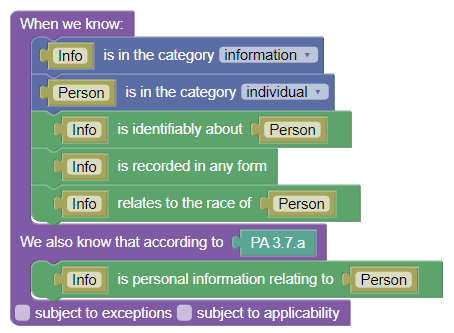 When we know:
Info is in the category information
Person is in the category individual
Info is identifiably about Person
Info is recorded in any form
Info relates to the race of Person
We also know that according to PA 3.7.a
Info is personal information relating to Person
subject to exceptions subject to applicability